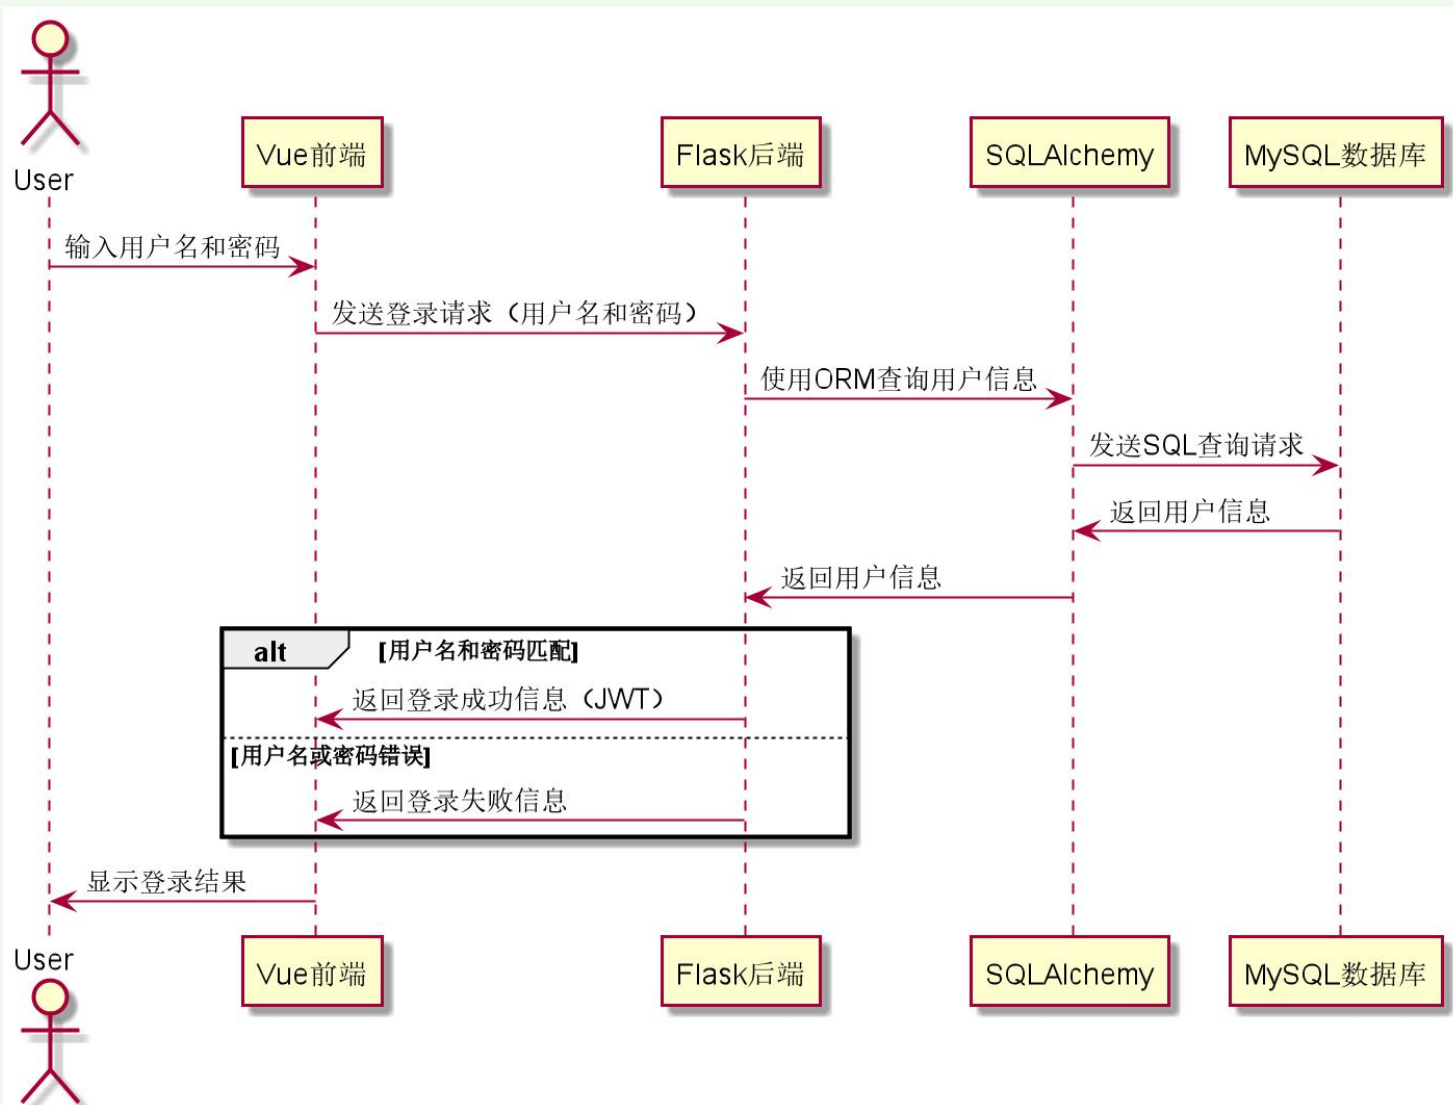 User
Vue前端
Flask后端
SQLAlchemy
MySQL数据库
输入用户名和密码
发送登录请求（用户名和密码）
使用ORM查询用户信息
发送SQL查询请求
返回用户信息
返回用户信息
alt
[用户名和密码匹配]
返回登录成功信息（JWT）
[用户名或密码错误]
返回登录失败信息
显示登录结果
User
Vue前端
Flask后端
SQLAlchemy
MySQL数据库